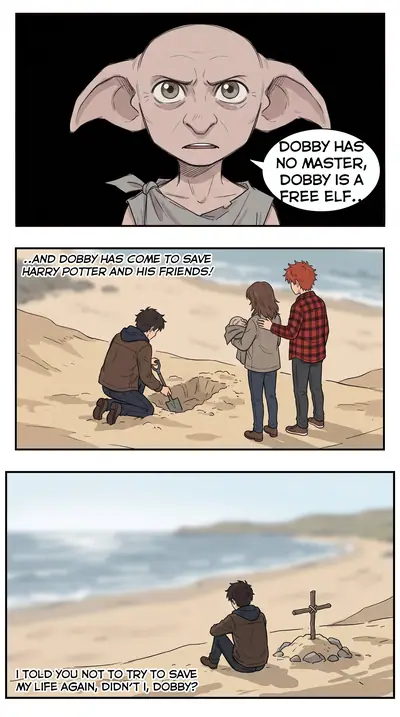 DOBBY HAS
NO MASTER,
DOBBY IS A
FREE ELF..
..AND DOBBY HAS COME TO SAVE
HARRY POTTER AND HIS FRIENDS!
I TOLD YOU NOT TO TRY TO SAVE
MY LIFE AGAIN, DIDN'T I, DOBBY?